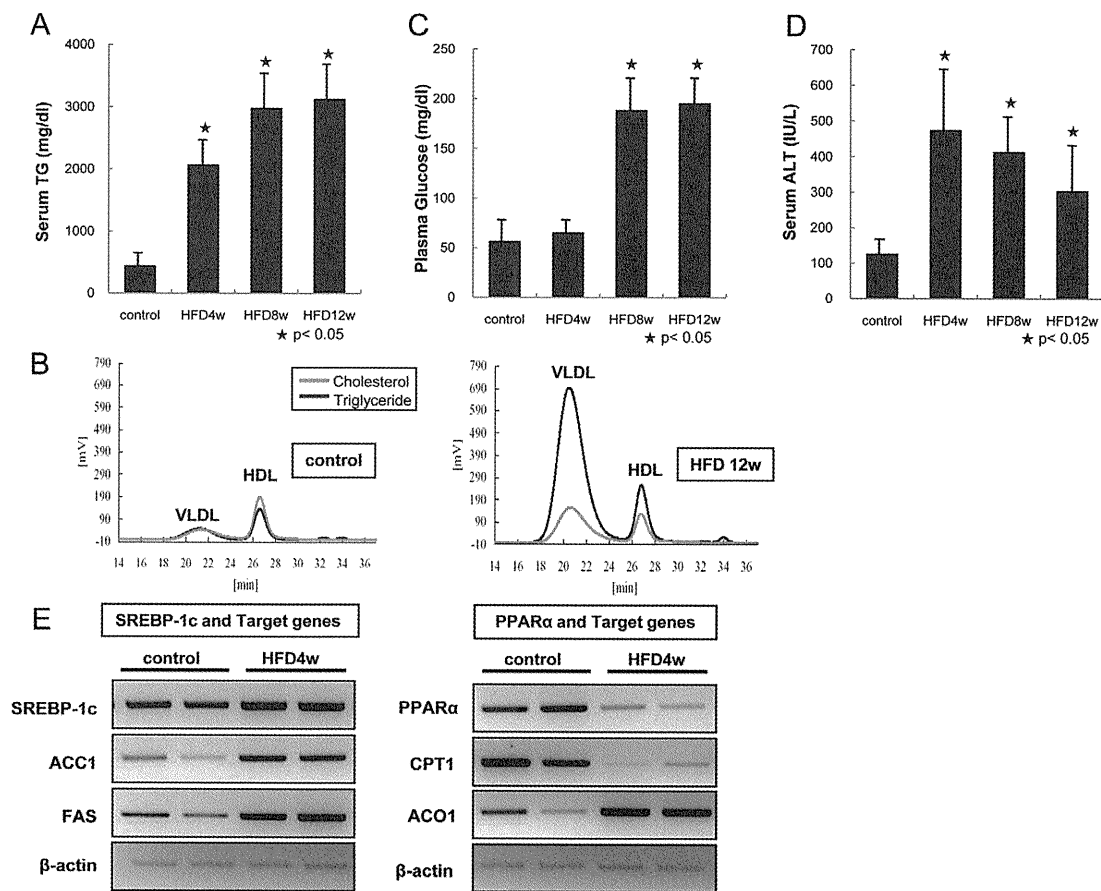 A
Serum TG (mg/dl)
4000
3000
2000
1000
0
control HFD4w HFD8w HFD12w
★ ★ ★
★ p< 0.05
C
Plasma Glucose (mg/dl)
250
200
150
100
50
0
control HFD4w HFD8w HFD12w
★ ★
★ p< 0.05
D
Serum ALT (IU/L)
700
600
500
400
300
200
100
0
control HFD4w HFD8w HFD12w
★ ★ ★
★ p< 0.05
B
[mV]
790
690
590
490
390
290
190
90
-10
Cholesterol
Triglyceride
control
VLDL
HDL
14 16 18 20 22 24 26 28 30 32 34 36
[min]
[mV]
790
690
590
490
390
290
190
90
-10
VLDL
HDL
HFD 12w
14 16 18 20 22 24 26 28 30 32 34 36
[min]
E
SREBP-1c and Target genes
control HFD4w
SREBP-1c
ACC1
FAS
β-actin
PPARα and Target genes
control HFD4w
PPARα
CPT1
ACO1
β-actin